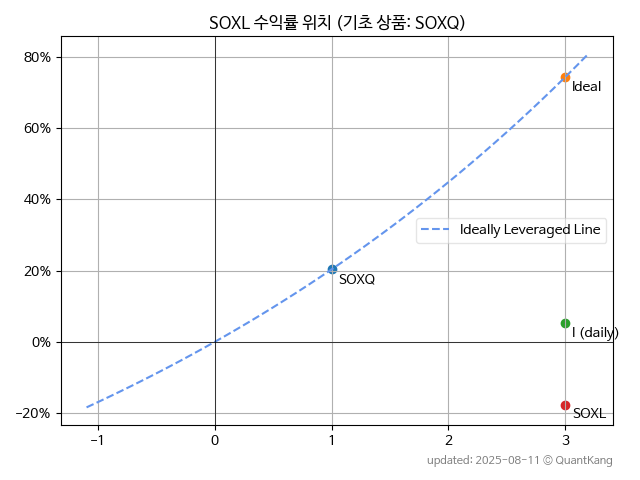 SOXL 수익률 위치 (기초 상품: SOXQ)
80%
60%
40%
20%
0%
−20%
Ideal
Ideally Leveraged Line
SOXQ
I (daily)
SOXL
−1
0
1
2
3
updated: 2025-08-11 © QuantKang